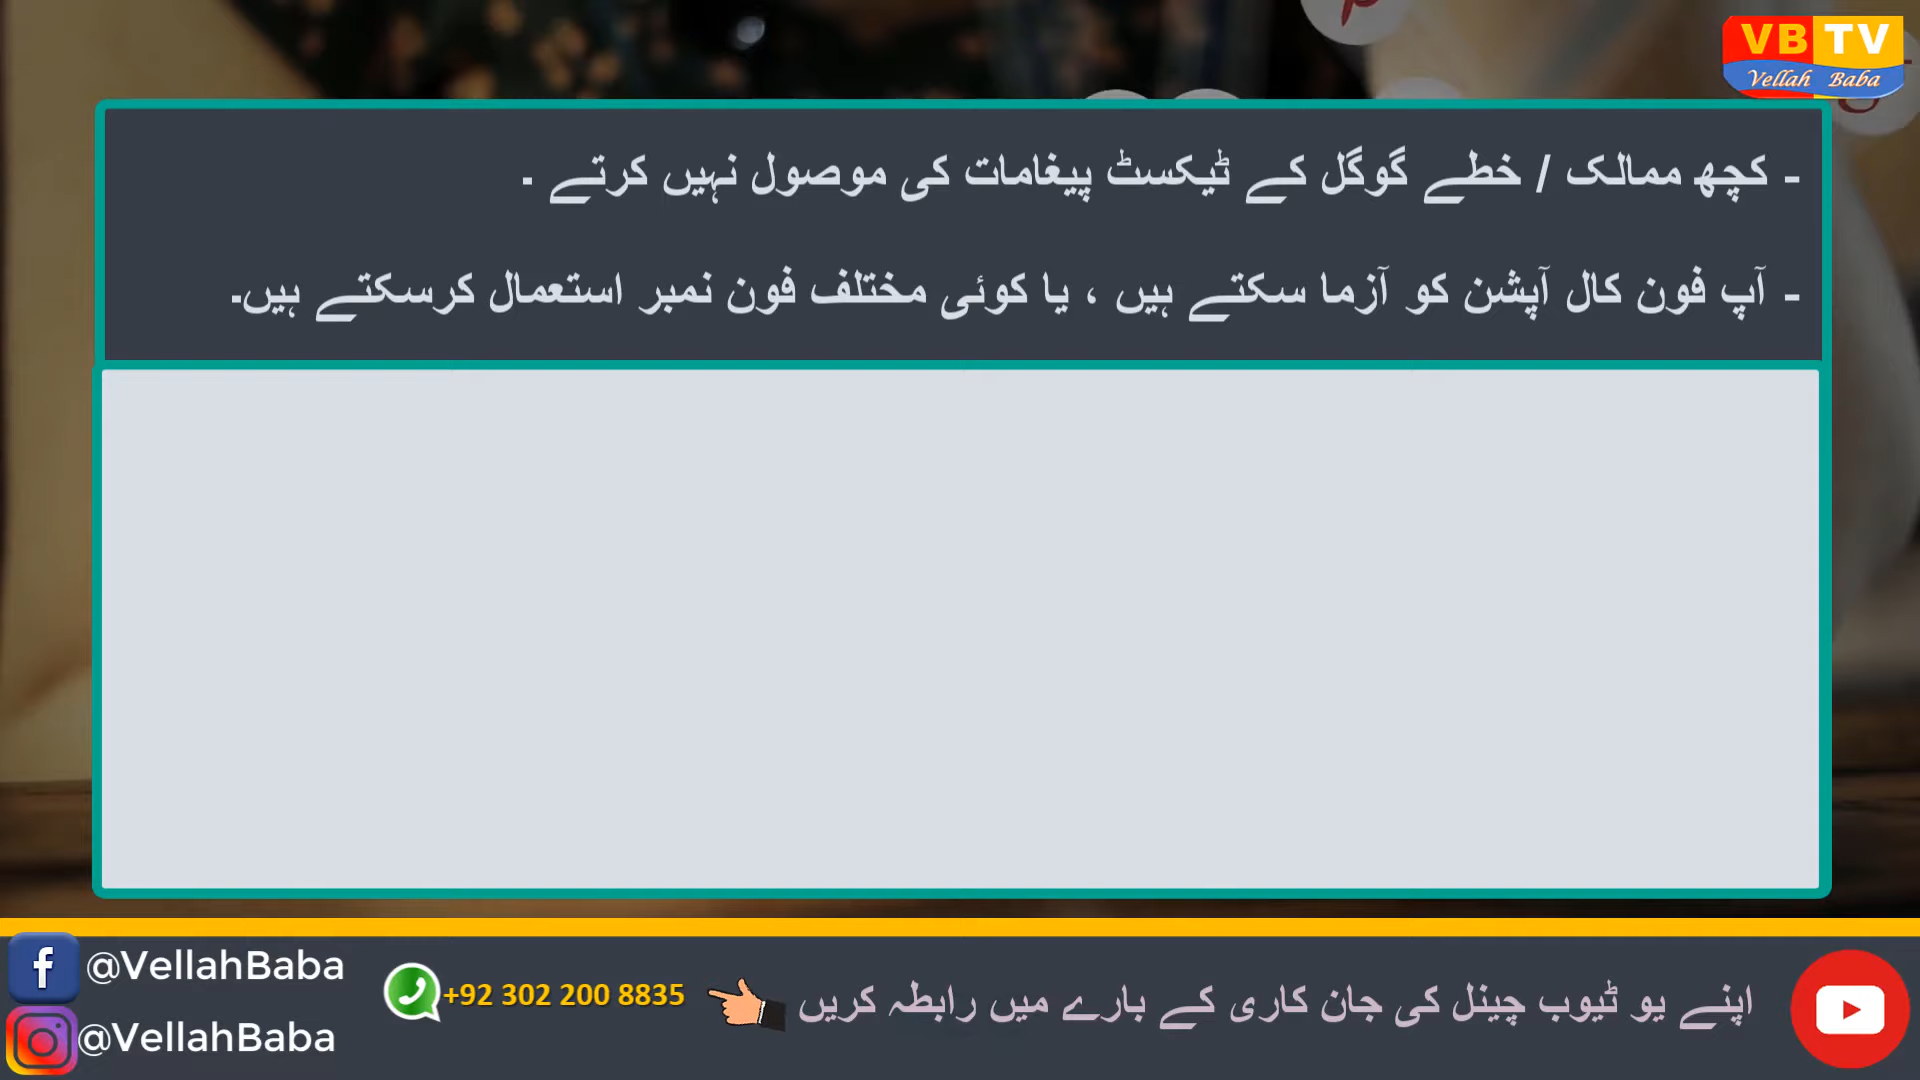 VB TV
Vellah Baba
- کچھ ممالک / خطے گوگل کے ٹیکسٹ پیغامات کی موصول نہیں کرتے ۔
- آپ فون کال آپشن کو آزما سکتے ہیں ، یا کوئی مختلف فون نمبر استعمال کرسکتے ہیں۔
@VellahBaba
@VellahBaba
+92 302 200 8835
اپنے یو ٹیوب چینل کی جان کاری کے بارے میں رابطہ کریں